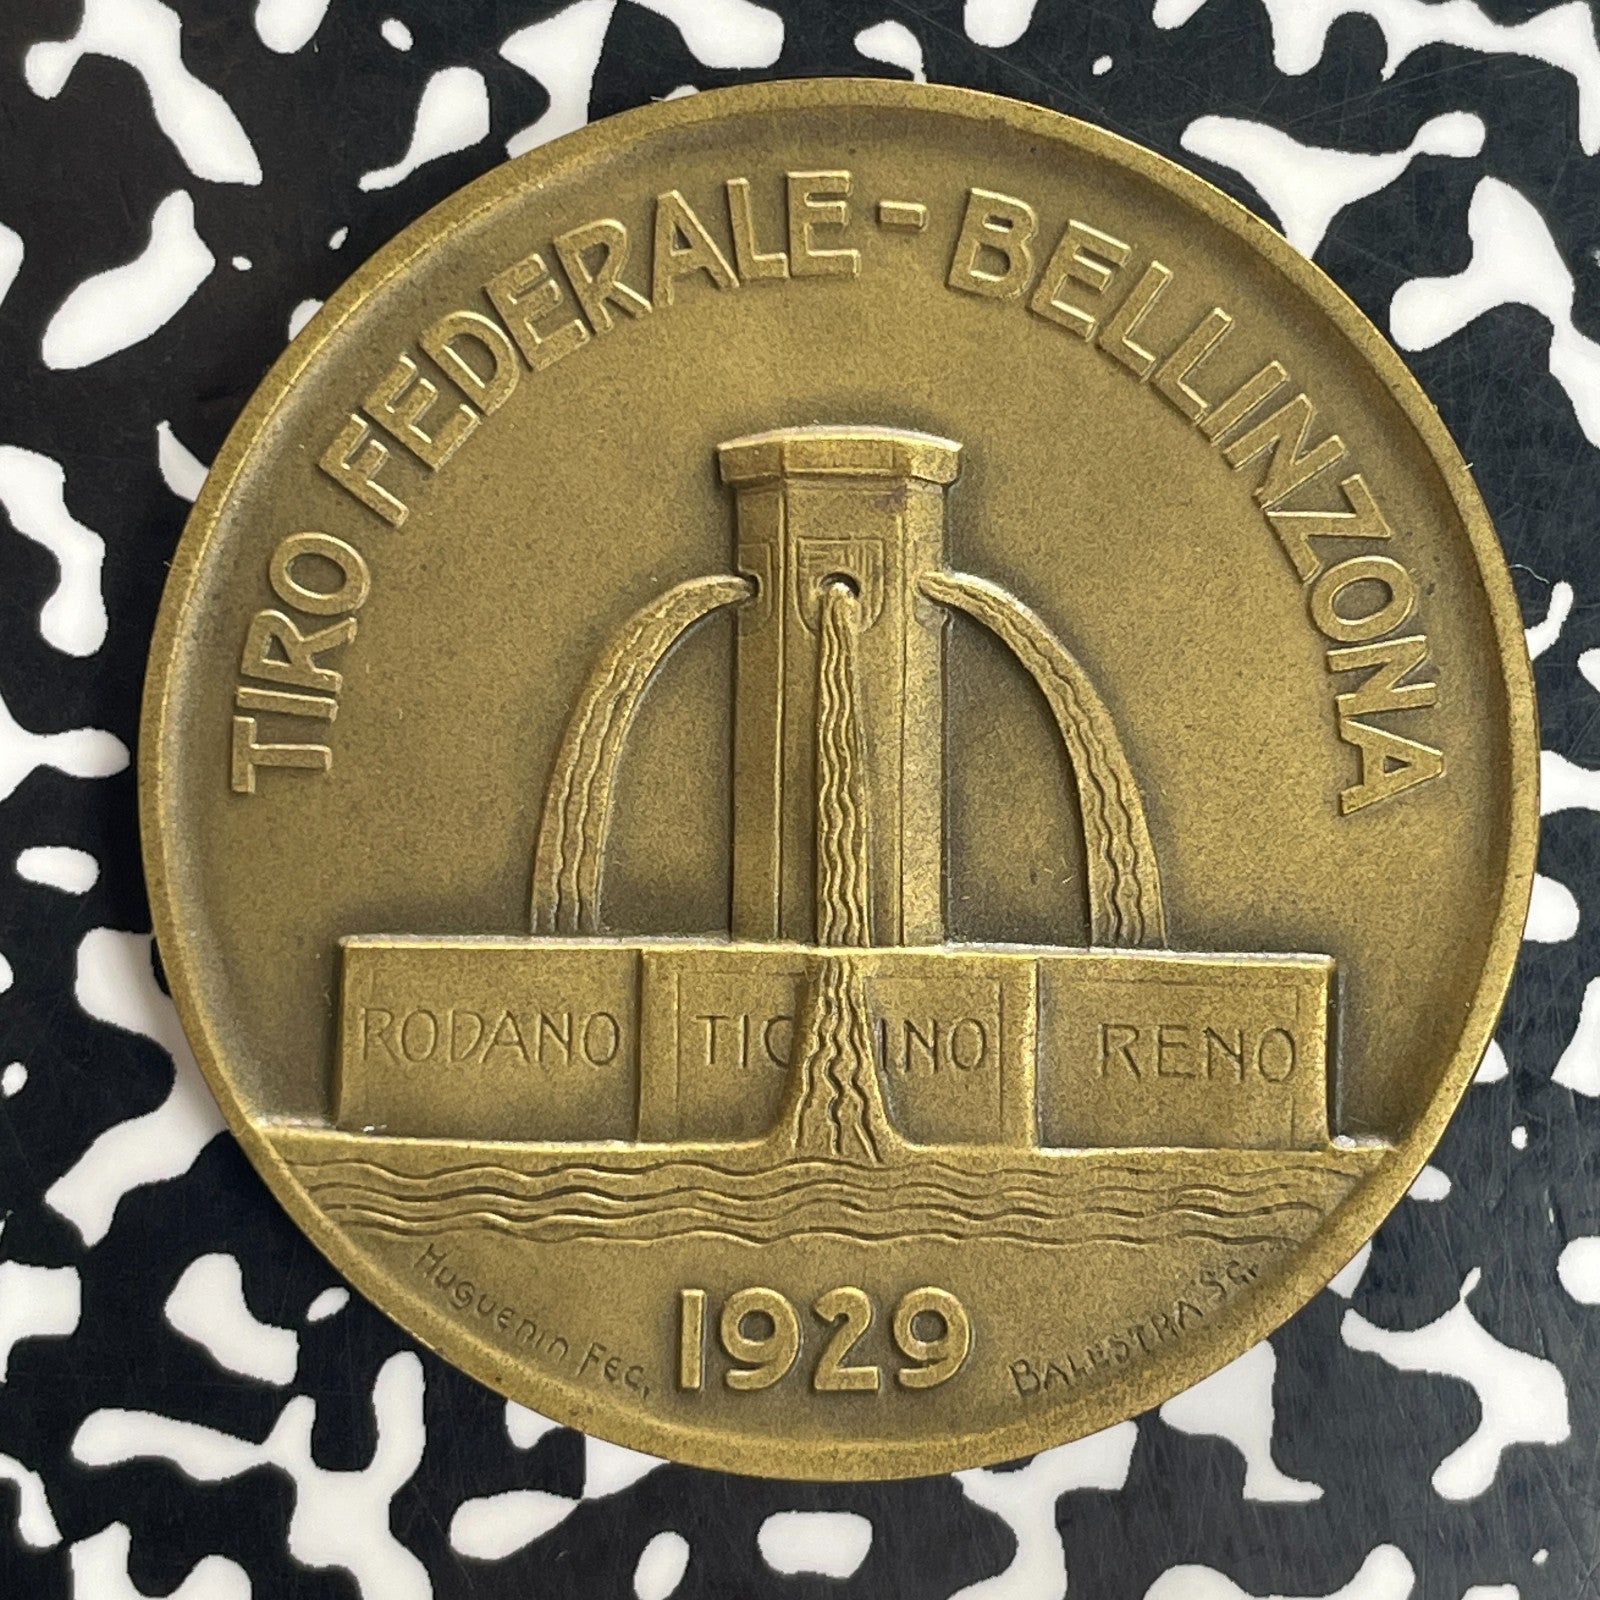 TIRO FEDERALE - BELLINZONA
RODANO TICINO RENO
Huguenin Fec.
1929
BALESTRA SC.